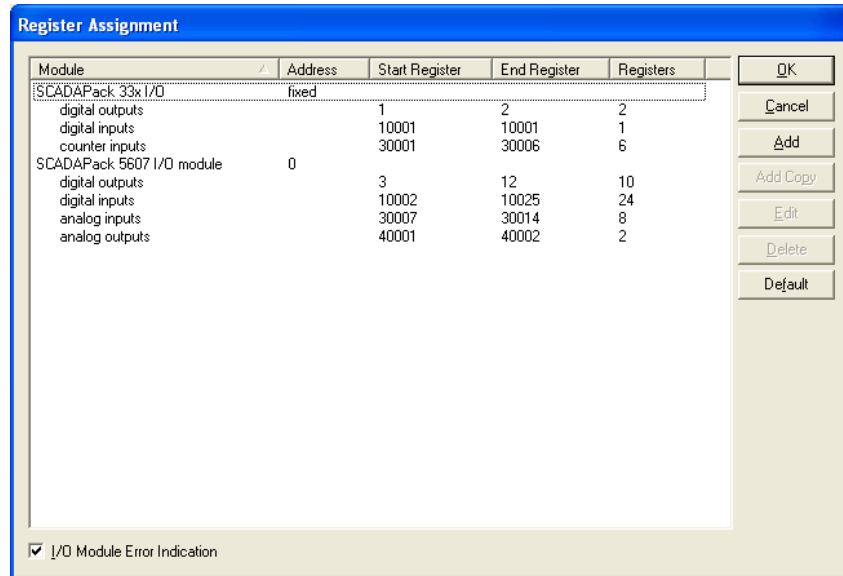 Register Assignment
Module Address Start Register End Register Registers
SCADAPack 33x I/O fixed
digital outputs 1 2 2
digital inputs 10001 10001 1
counter inputs 30001 30006 6
SCADAPack 5607 I/O module 0
digital outputs 3 12 10
digital inputs 10002 10025 24
analog inputs 30007 30014 8
analog outputs 40001 40002 2
OK
Cancel
Add
Add Copy
Edit
Delete
Default
I/O Module Error Indication